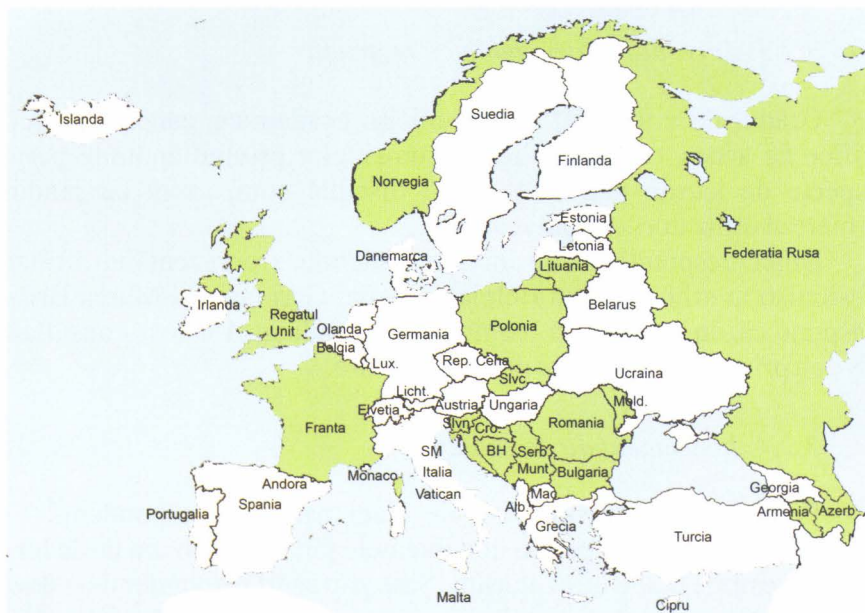 Islanda
Suedia
Finlanda
Norvegia
Estonia
Letonia
Danemarca
Lituania
Federatia Rusa
Irlanda
Regatul
Unit
Olanda
Belgia
Germania
Polonia
Belarus
Lux.
Rep. Ceha
Slvc.
Ucraina
Licht.
Elvetia
Austria
Ungaria
Mold.
Franta
Slvn.
Cro.
Romania
SM
BH
Serb.
Monaco
Italia
Munt
Bulgaria
Andora
Georgia
Portugalia
Spania
Vatican
Mac.
Alb.
Armenia
Azerb.
Grecia
Turcia
Malta
Cipru